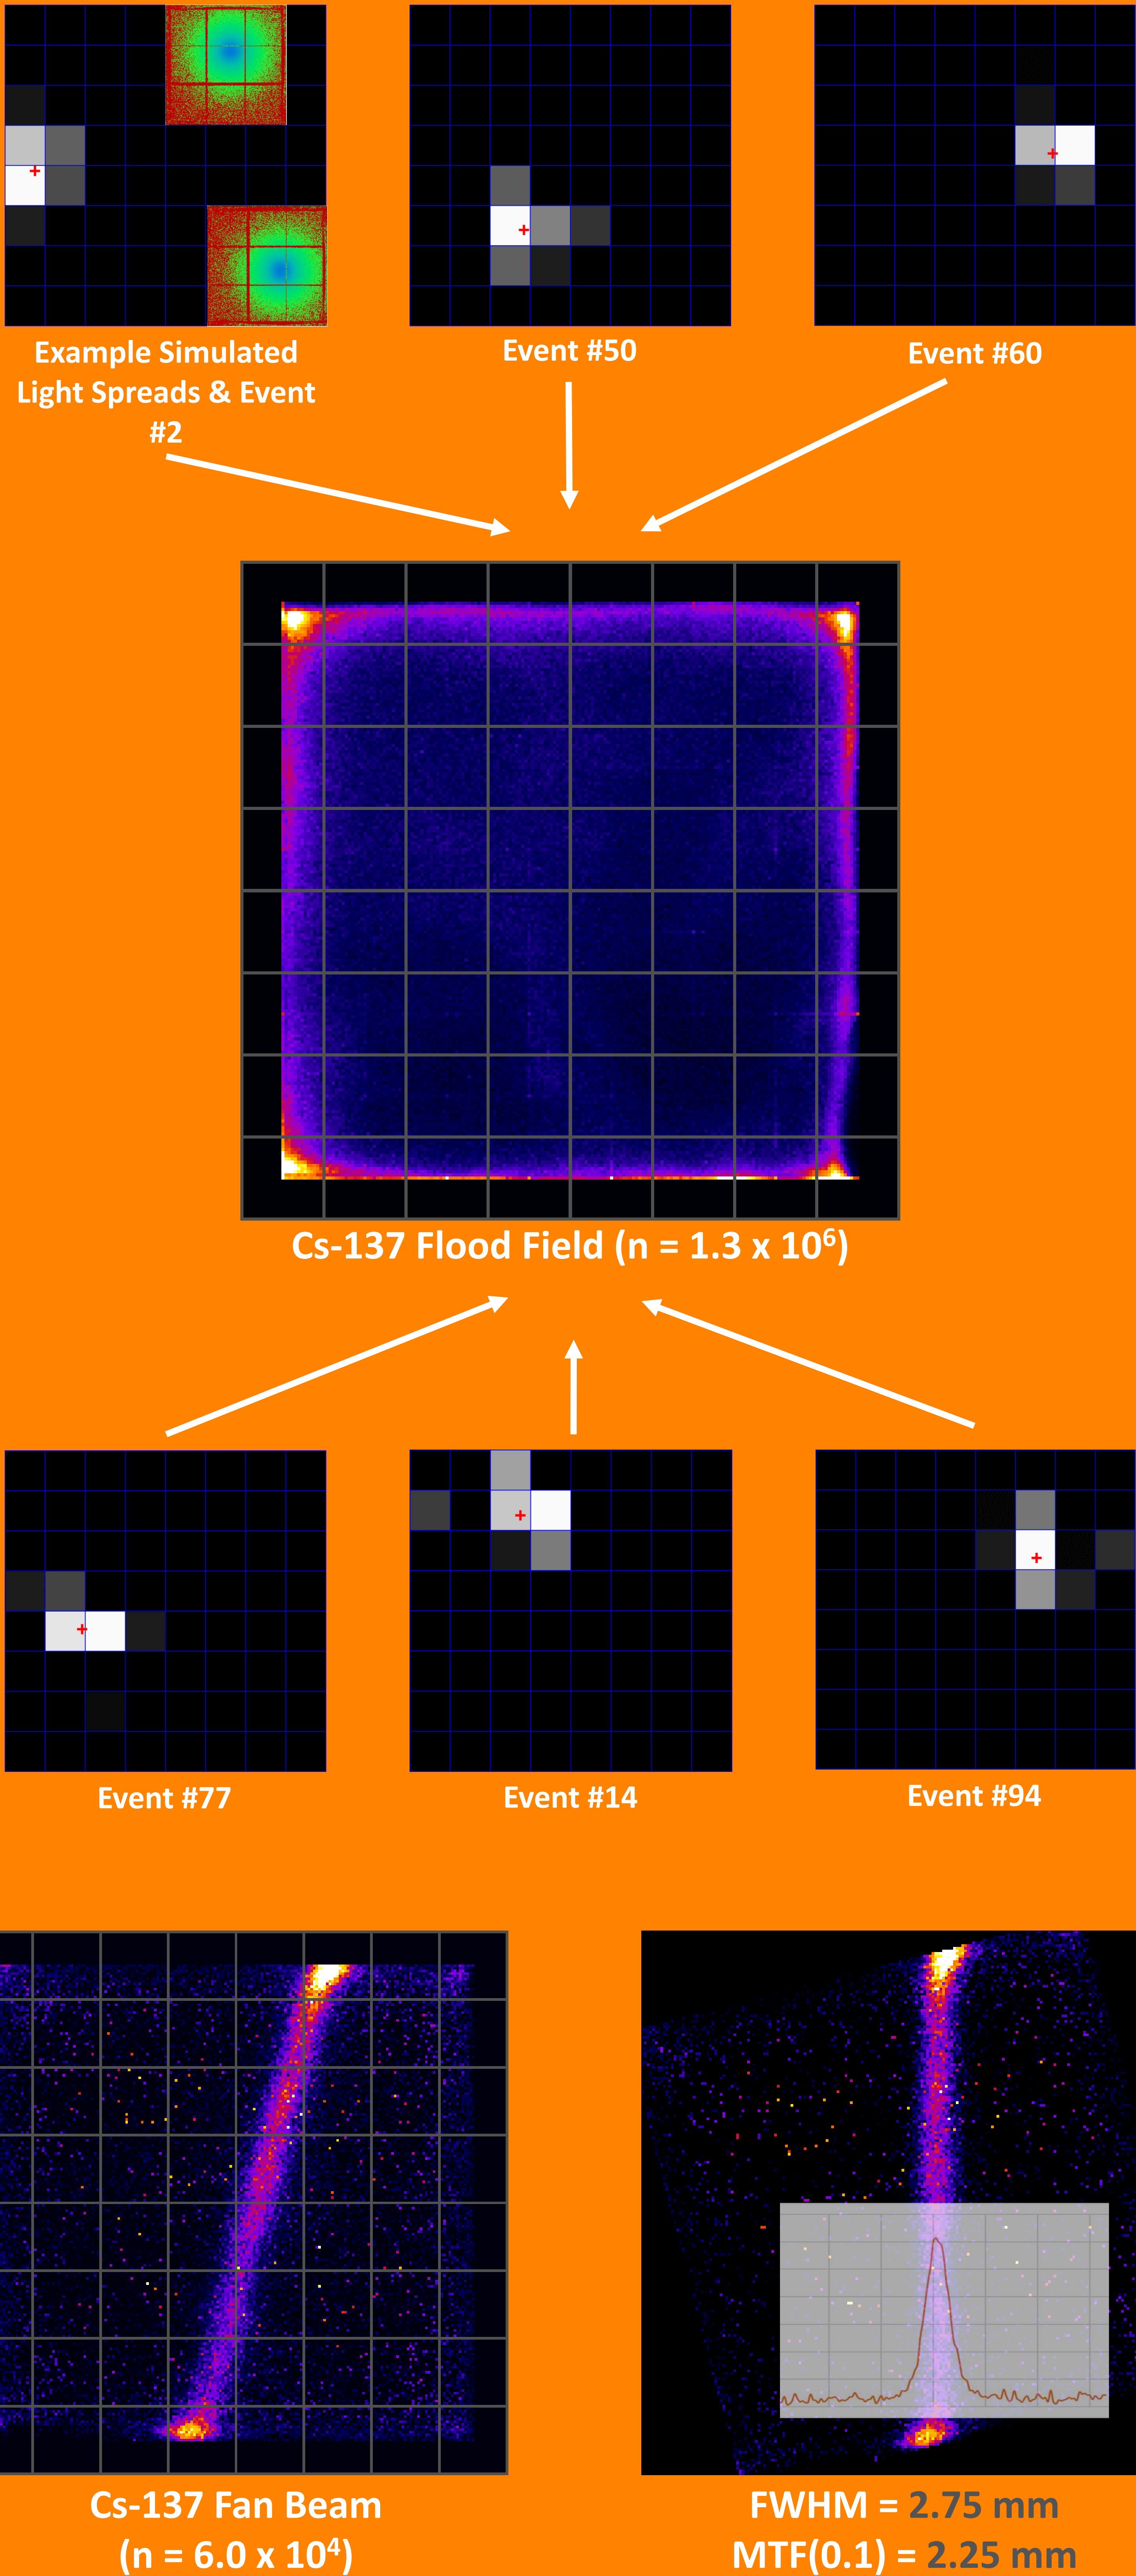 Example Simulated
Light Spreads & Event
#2
Event #50
Event #60
Cs-137 Flood Field (n = 1.3 x 10⁶)
Event #77
Event #14
Event #94
Cs-137 Fan Beam
(n = 6.0 x 10⁴)
FWHM = 2.75 mm
MTF(0.1) = 2.25 mm